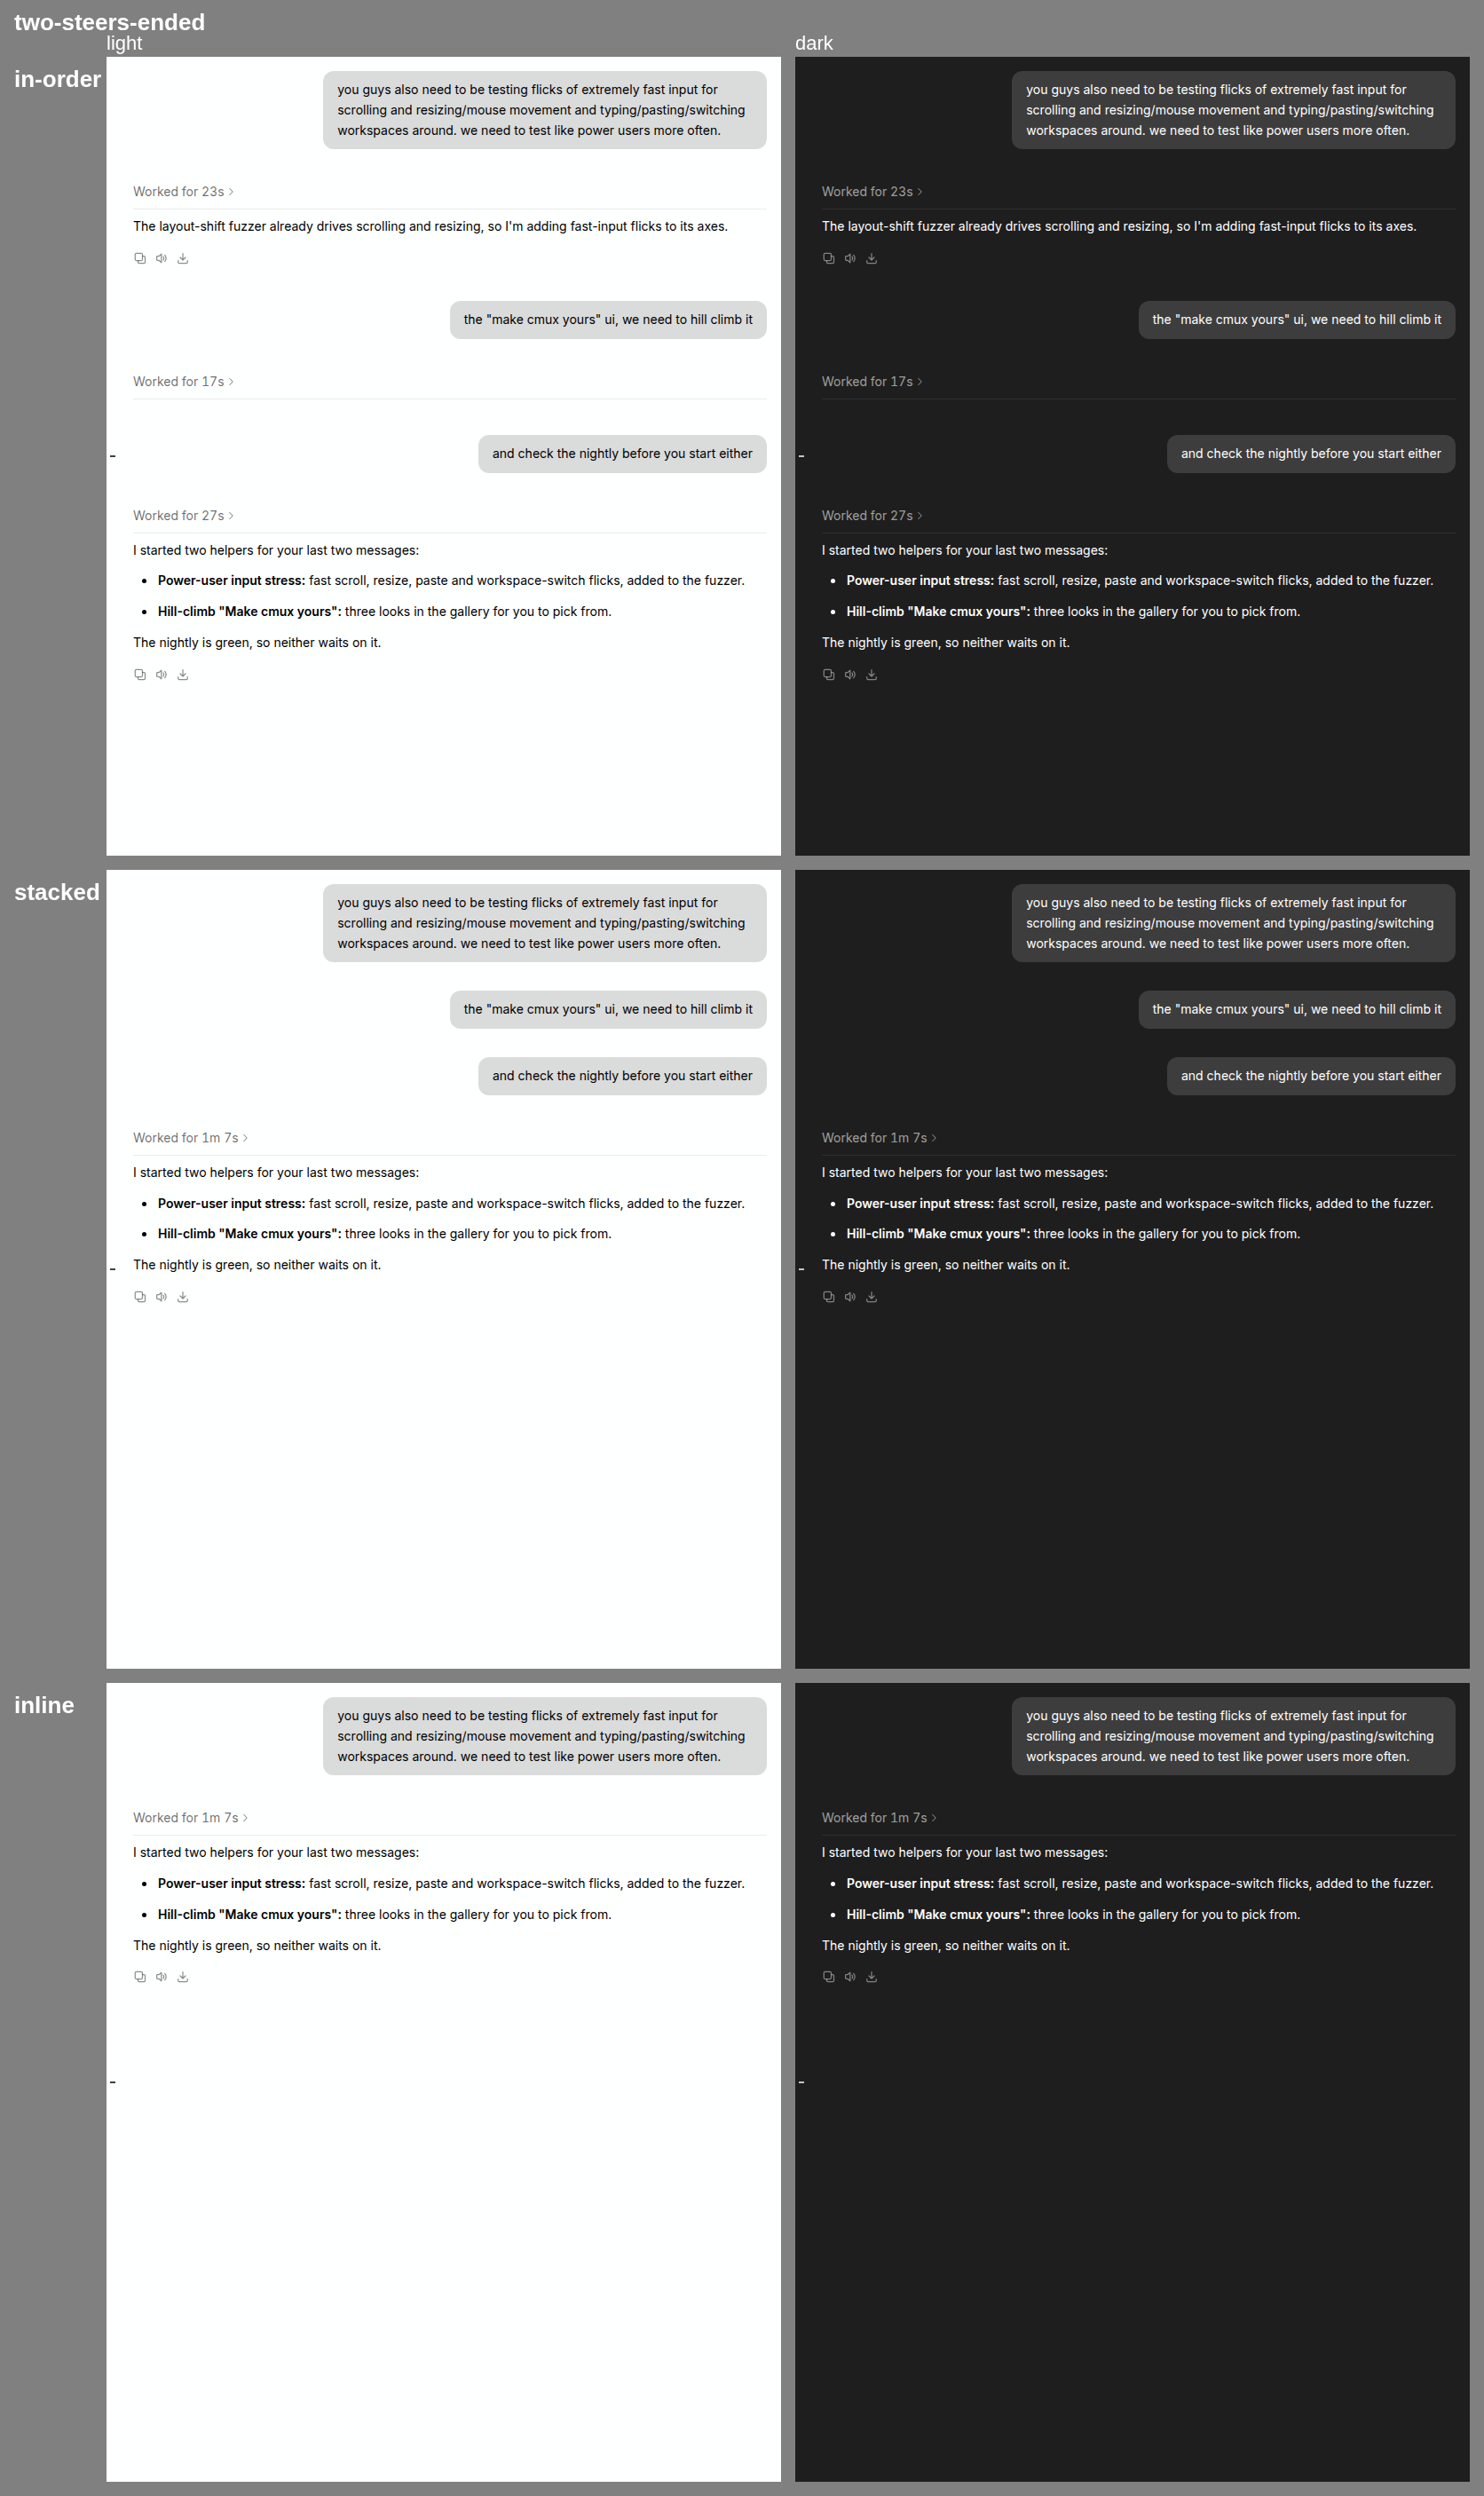 two-steers-ended
light
dark
in-order
you guys also need to be testing flicks of extremely fast input for
scrolling and resizing/mouse movement and typing/pasting/switching
workspaces around. we need to test like power users more often.
Worked for 23s
The layout-shift fuzzer already drives scrolling and resizing, so I'm adding fast-input flicks to its axes.
the "make cmux yours" ui, we need to hill climb it
Worked for 17s
and check the nightly before you start either
Worked for 27s
I started two helpers for your last two messages:
• Power-user input stress: fast scroll, resize, paste and workspace-switch flicks, added to the fuzzer.
• Hill-climb "Make cmux yours": three looks in the gallery for you to pick from.
The nightly is green, so neither waits on it.
you guys also need to be testing flicks of extremely fast input for
scrolling and resizing/mouse movement and typing/pasting/switching
workspaces around. we need to test like power users more often.
Worked for 23s
The layout-shift fuzzer already drives scrolling and resizing, so I'm adding fast-input flicks to its axes.
the "make cmux yours" ui, we need to hill climb it
Worked for 17s
and check the nightly before you start either
Worked for 27s
I started two helpers for your last two messages:
• Power-user input stress: fast scroll, resize, paste and workspace-switch flicks, added to the fuzzer.
• Hill-climb "Make cmux yours": three looks in the gallery for you to pick from.
The nightly is green, so neither waits on it.
stacked
you guys also need to be testing flicks of extremely fast input for
scrolling and resizing/mouse movement and typing/pasting/switching
workspaces around. we need to test like power users more often.
the "make cmux yours" ui, we need to hill climb it
and check the nightly before you start either
Worked for 1m 7s
I started two helpers for your last two messages:
• Power-user input stress: fast scroll, resize, paste and workspace-switch flicks, added to the fuzzer.
• Hill-climb "Make cmux yours": three looks in the gallery for you to pick from.
The nightly is green, so neither waits on it.
you guys also need to be testing flicks of extremely fast input for
scrolling and resizing/mouse movement and typing/pasting/switching
workspaces around. we need to test like power users more often.
the "make cmux yours" ui, we need to hill climb it
and check the nightly before you start either
Worked for 1m 7s
I started two helpers for your last two messages:
• Power-user input stress: fast scroll, resize, paste and workspace-switch flicks, added to the fuzzer.
• Hill-climb "Make cmux yours": three looks in the gallery for you to pick from.
The nightly is green, so neither waits on it.
inline
you guys also need to be testing flicks of extremely fast input for
scrolling and resizing/mouse movement and typing/pasting/switching
workspaces around. we need to test like power users more often.
Worked for 1m 7s
I started two helpers for your last two messages:
• Power-user input stress: fast scroll, resize, paste and workspace-switch flicks, added to the fuzzer.
• Hill-climb "Make cmux yours": three looks in the gallery for you to pick from.
The nightly is green, so neither waits on it.
you guys also need to be testing flicks of extremely fast input for
scrolling and resizing/mouse movement and typing/pasting/switching
workspaces around. we need to test like power users more often.
Worked for 1m 7s
I started two helpers for your last two messages:
• Power-user input stress: fast scroll, resize, paste and workspace-switch flicks, added to the fuzzer.
• Hill-climb "Make cmux yours": three looks in the gallery for you to pick from.
The nightly is green, so neither waits on it.